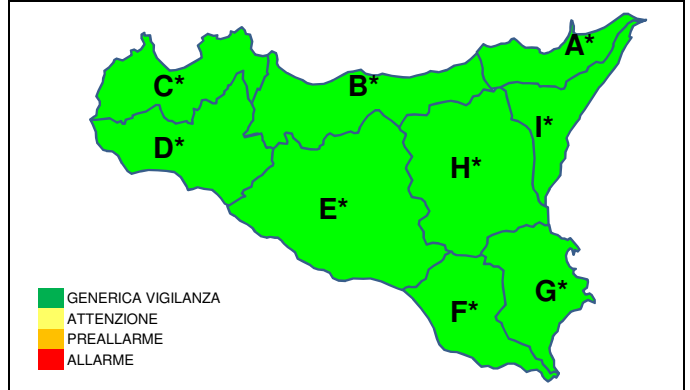 A*
C*
B*
I*
D*
H*
E*
G*
F*
GENERICA VIGILANZA
ATTENZIONE
PREALLARME
ALLARME